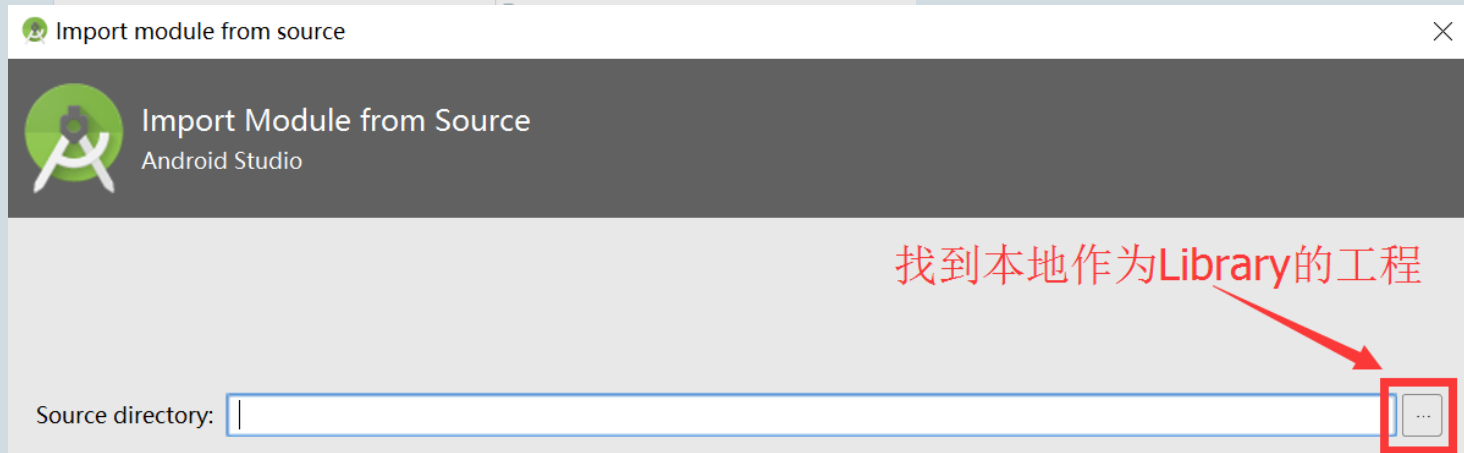 Import module from source
Import Module from Source
Android Studio
找到本地作为Library的工程
Source directory:
...